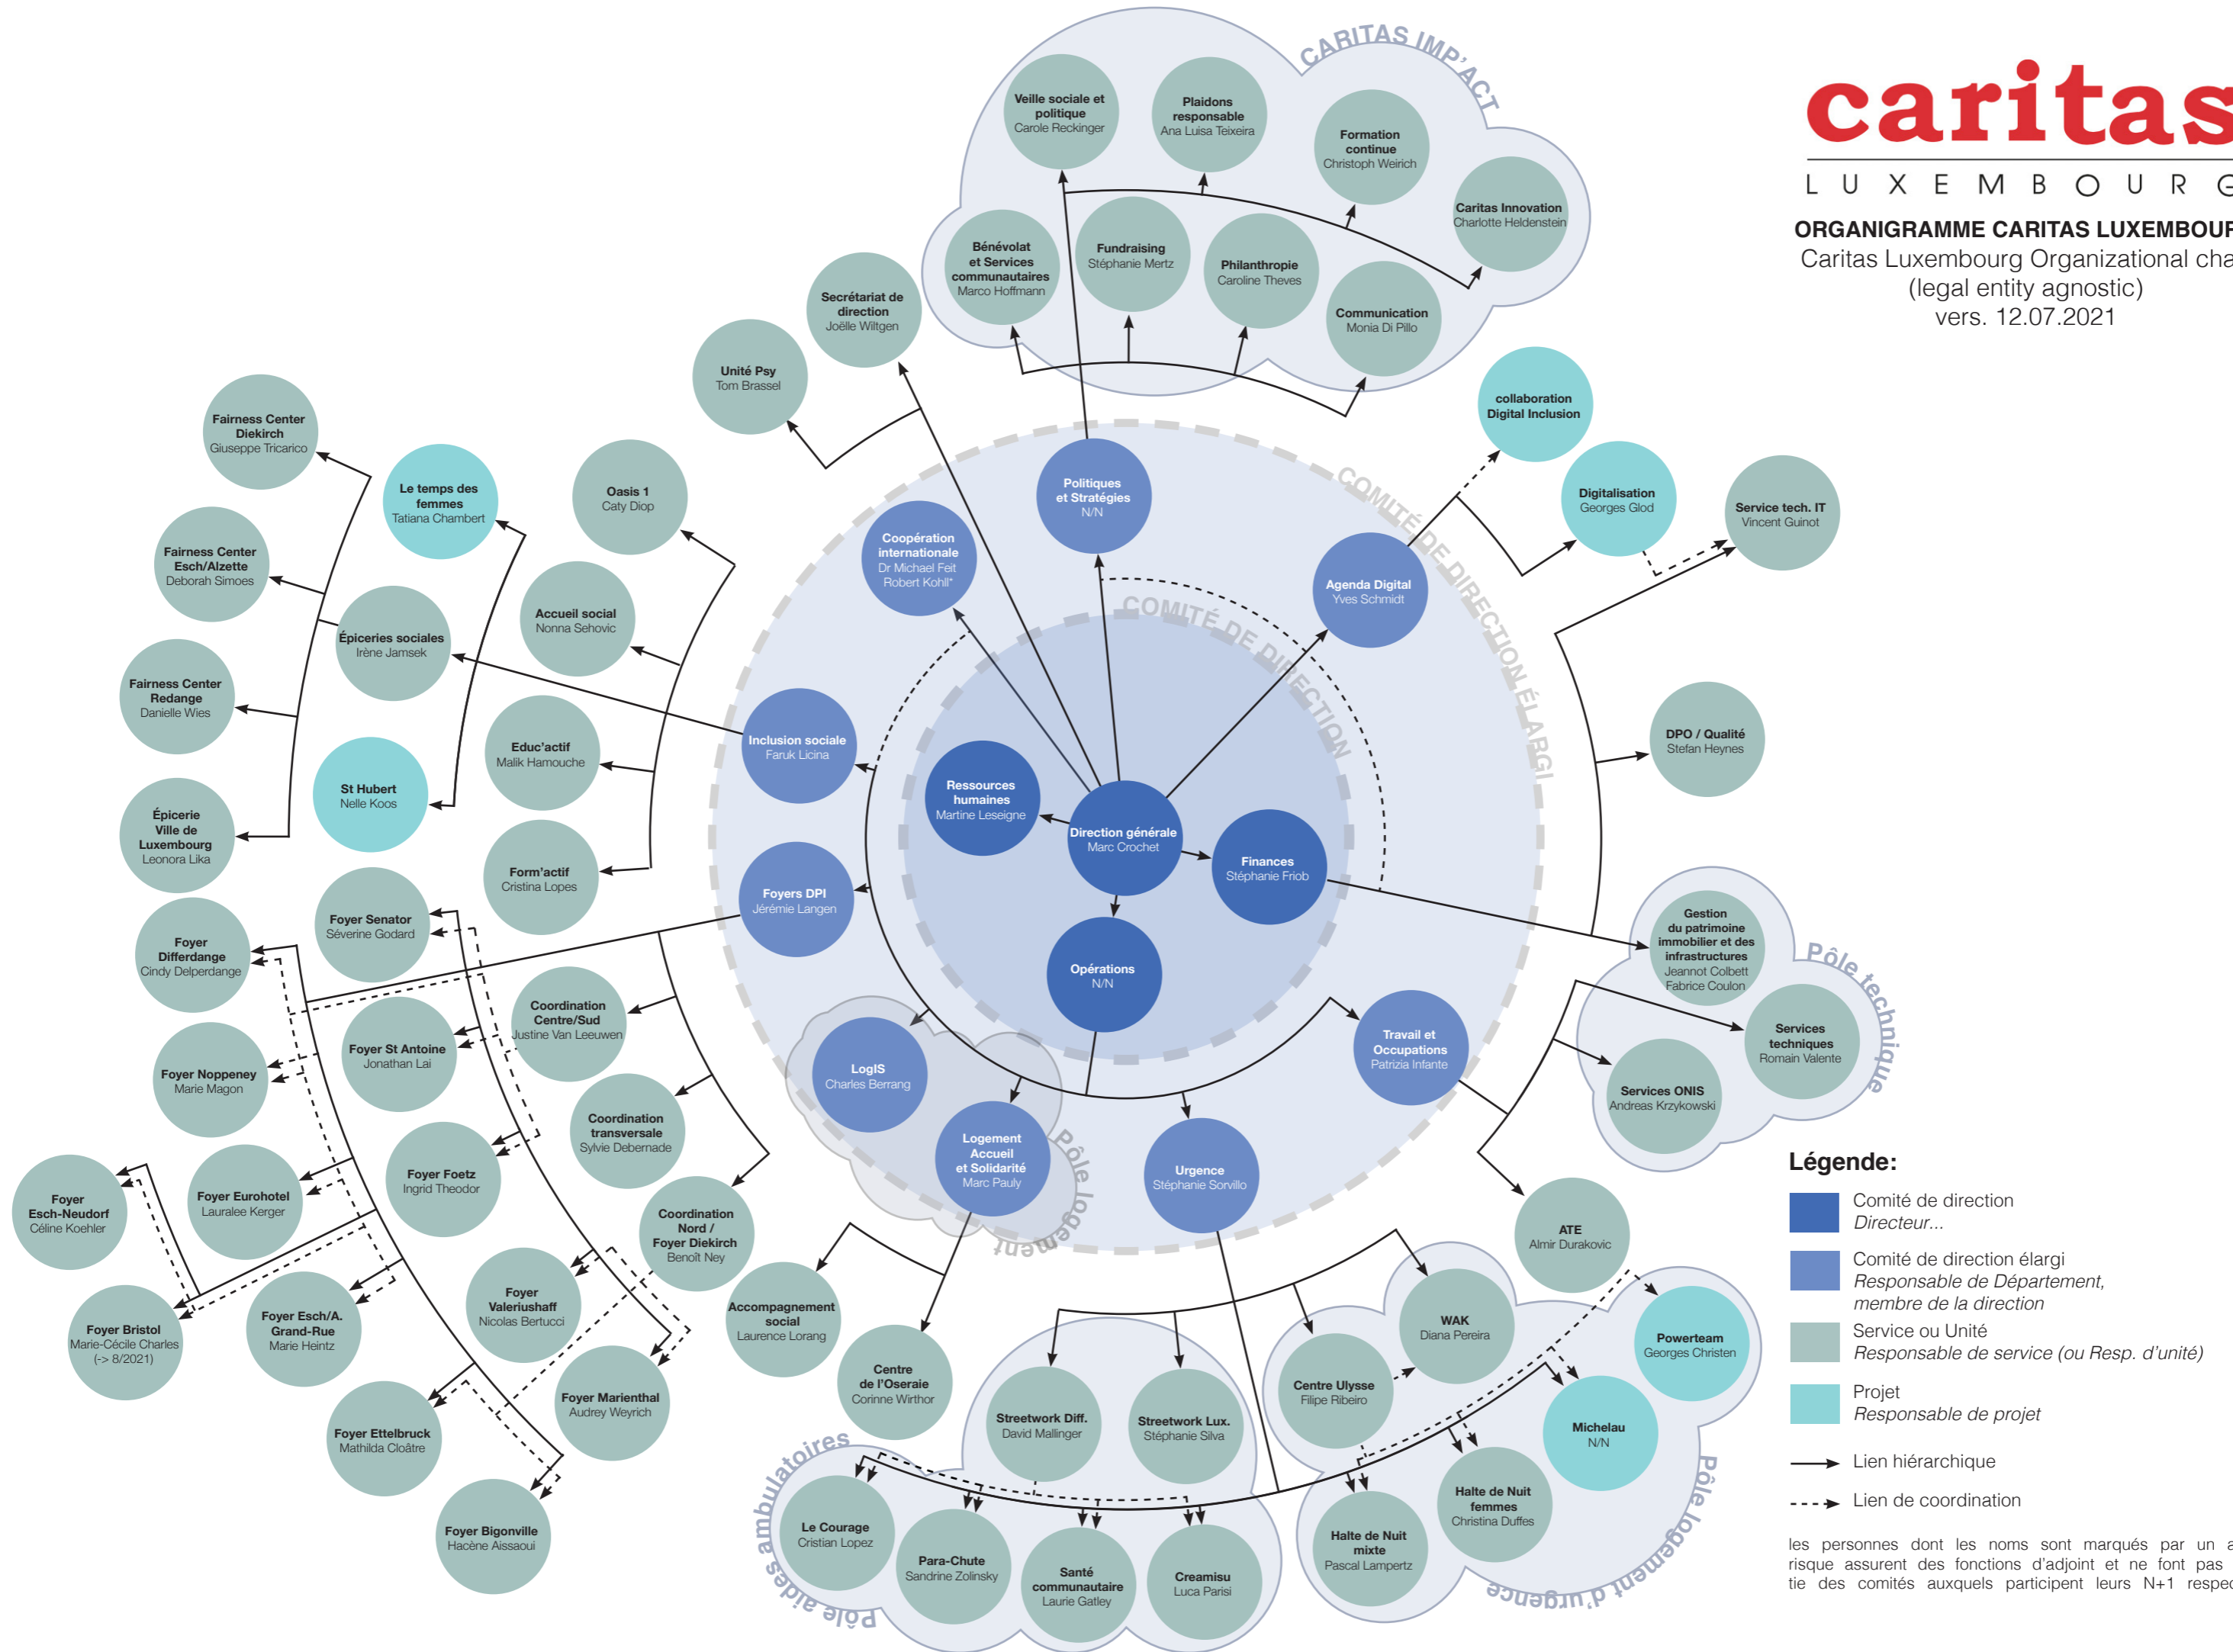 caritas
LUXEMBOURG
ORGANIGRAMME CARITAS LUXEMBOUR
Caritas Luxembourg Organizational cha
(legal entity agnostic)
vers. 12.07.2021
CARITAS IMP'ACT
Veille sociale et
politique
Carole Reckinger
Plaidons
responsable
Ana Luisa Teixeira
Formation
continue
Christoph Weirich
Caritas Innovation
Charlotte Heldenstein
Bénévolat
et Services
communautaires
Marco Hoffmann
Fundraising
Stéphanie Mertz
Philanthropie
Caroline Theves
Communication
Monia Di Pillo
Secrétariat de
direction
Joëlle Wiltgen
Unité Psy
Tom Brassel
collaboration
Digital Inclusion
Digitalisation
Georges Glod
Service tech. IT
Vincent Guinot
Fairness Center
Diekirch
Giuseppe Tricarico
Le temps des
femmes
Tatiana Chambert
Oasis 1
Caty Diop
Fairness Center
Esch/Alzette
Deborah Simoes
Accueil social
Nonna Sehovic
Épiceries sociales
Irène Jamsek
Fairness Center
Redange
Danielle Wies
Educ'actif
Malik Hamouche
St Hubert
Nelle Koos
Épicerie
Ville de
Luxembourg
Leonora Lika
Form'actif
Cristina Lopes
COMITÉ DE DIRECTION ÉLARGI
Politiques
et Stratégies
N/N
Coopération
internationale
Dr Michael Feit
Robert Kohll*
Agenda Digital
Yves Schmidt
COMITÉ DE DIRECTION
Inclusion sociale
Faruk Licina
Ressources
humaines
Martine Leseigne
Direction générale
Marc Crochet
Finances
Stéphanie Friob
Foyers DPI
Jérémie Langen
Opérations
N/N
DPO / Qualité
Stefan Heynes
Gestion
du patrimoine
immobilier et des
infrastructures
Jeannot Colbett
Fabrice Coulon
Pôle technique
Services
techniques
Romain Valente
Services ONIS
Andreas Krzykowski
Travail et
Occupations
Patrizia Infante
LogIS
Charles Berrang
Logement
Accueil
et Solidarité
Marc Pauly
Pôle logement
Urgence
Stéphanie Sorvillo
Foyer Senator
Séverine Godard
Foyer
Differdange
Cindy Delperdange
Coordination
Centre/Sud
Justine Van Leeuwen
Foyer St Antoine
Jonathan Lai
Foyer Noppeney
Marie Magon
Coordination
transversale
Sylvie Debernade
Foyer Foetz
Ingrid Theodor
Foyer Eurohotel
Lauralee Kerger
Foyer
Esch-Neudorf
Céline Koehler
Coordination
Nord /
Foyer Diekirch
Benoît Ney
Foyer
Valeriushaff
Nicolas Bertucci
Foyer Esch/A.
Grand-Rue
Marie Heintz
Foyer Bristol
Marie-Cécile Charles
(-> 8/2021)
Accompagnement
social
Laurence Lorang
Centre
de l'Oseraie
Corinne Wirthor
Foyer Marienthal
Audrey Weyrich
Foyer Ettelbruck
Mathilda Cloâtre
Foyer Bigonville
Hacène Aissaoui
ATE
Almir Durakovic
WAK
Diana Pereira
Powerteam
Georges Christen
Centre Ulysse
Filipe Ribeiro
Michelau
N/N
Streetwork Diff.
David Mallinger
Streetwork Lux.
Stéphanie Silva
Halte de Nuit
femmes
Christina Duffes
Halte de Nuit
mixte
Pascal Lampertz
Pôle logement d'urgence
Pôle aides ambulatoires
Le Courage
Cristian Lopez
Para-Chute
Sandrine Zolinsky
Santé
communautaire
Laurie Gatley
Creamisu
Luca Parisi
Légende:
Comité de direction
Directeur...
Comité de direction élargi
Responsable de Département,
membre de la direction
Service ou Unité
Responsable de service (ou Resp. d'unité)
Projet
Responsable de projet
Lien hiérarchique
Lien de coordination
les personnes dont les noms sont marqués par un a
risque assurent des fonctions d'adjoint et ne font pas
tie des comités auxquels participent leurs N+1 respec